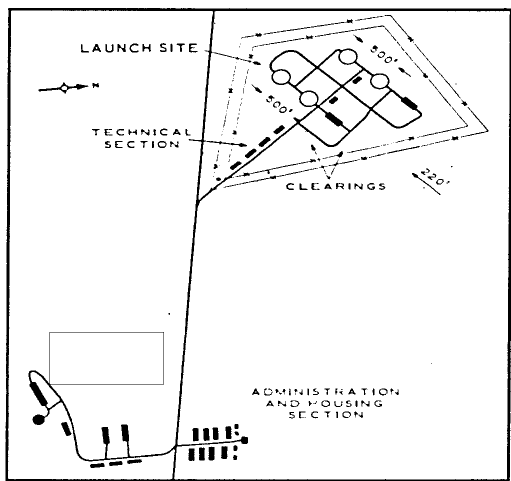 LAUNCH SITE
500'
N
500'
TECHNICAL
SECTION
CLEARINGS
220'
ADMINISTRATION
AND HOUSING
SECTION